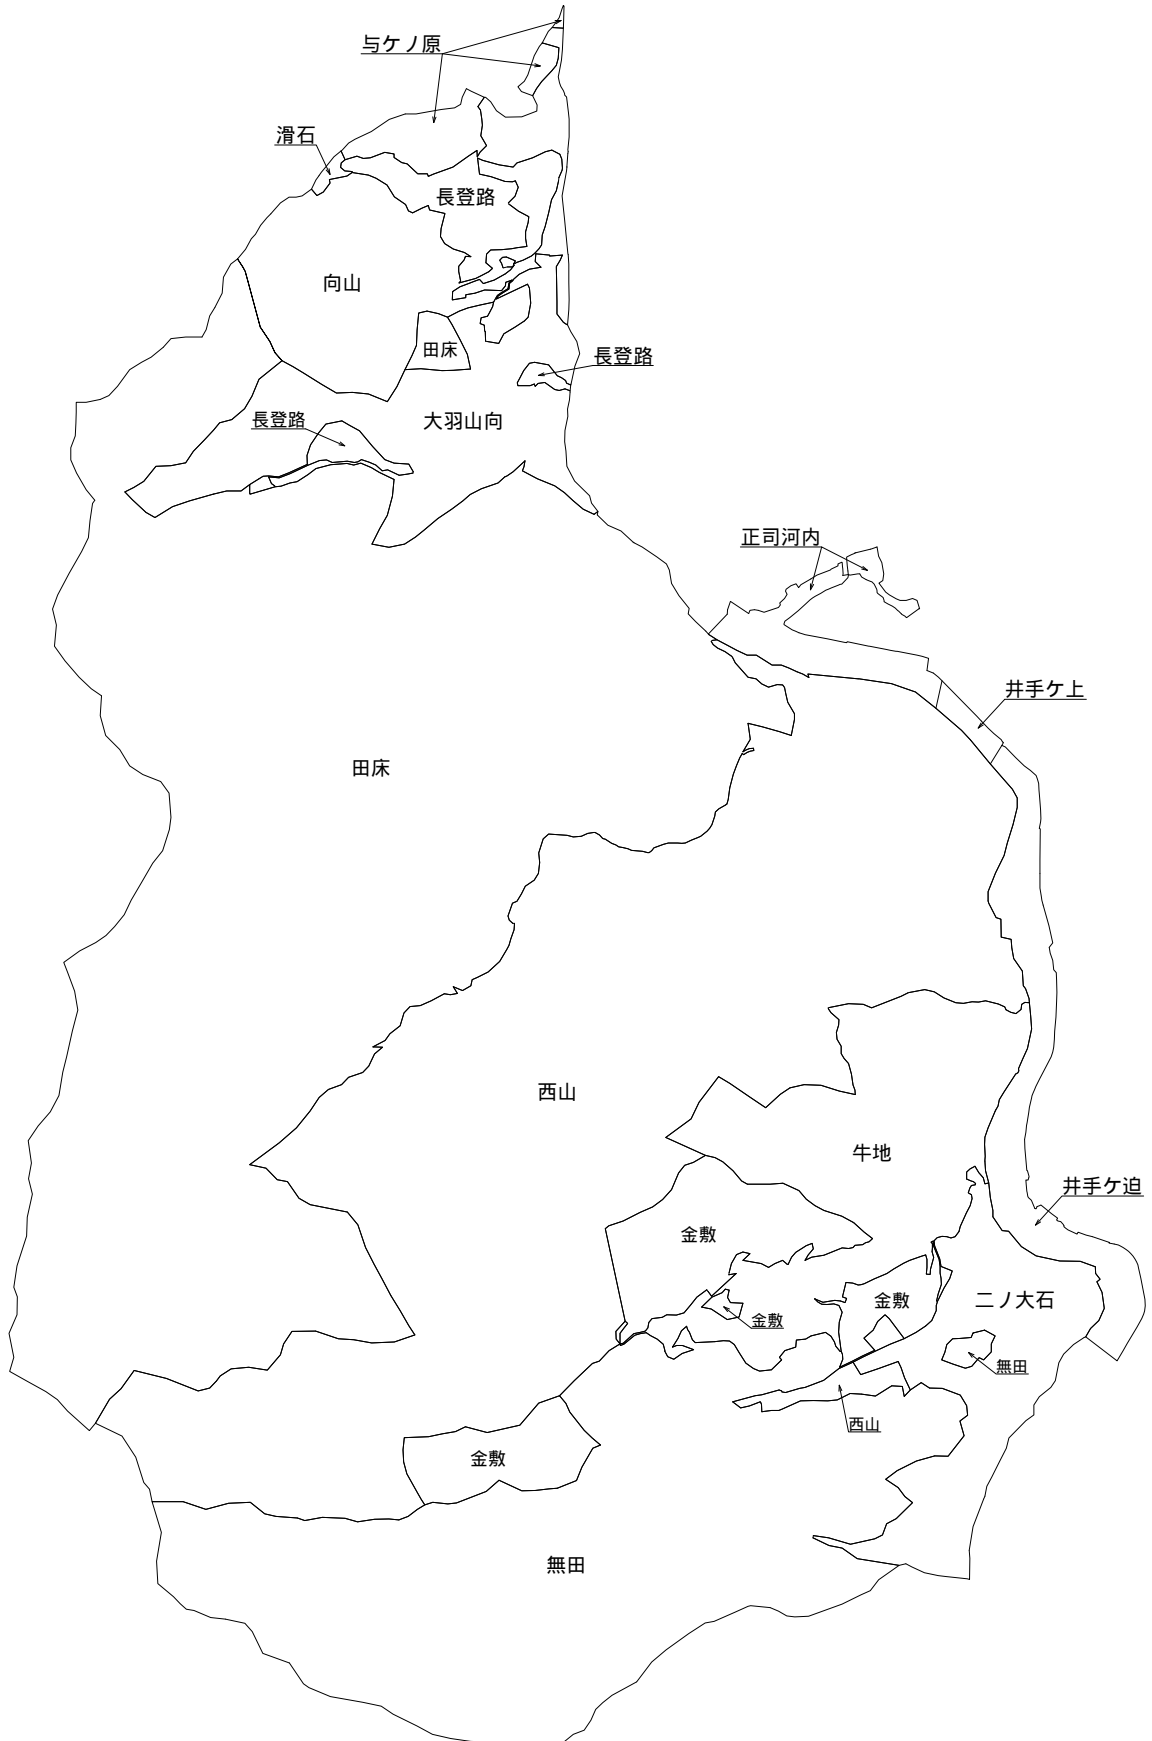 与ケノ原
滑石
長登路
向山
田床
長登路
長登路
大羽山向
正司河内
井手ケ上
田床
西山
牛地
井手ケ迫
金敷
金敷
二ノ大石
金敷
無田
西山
金敷
無田